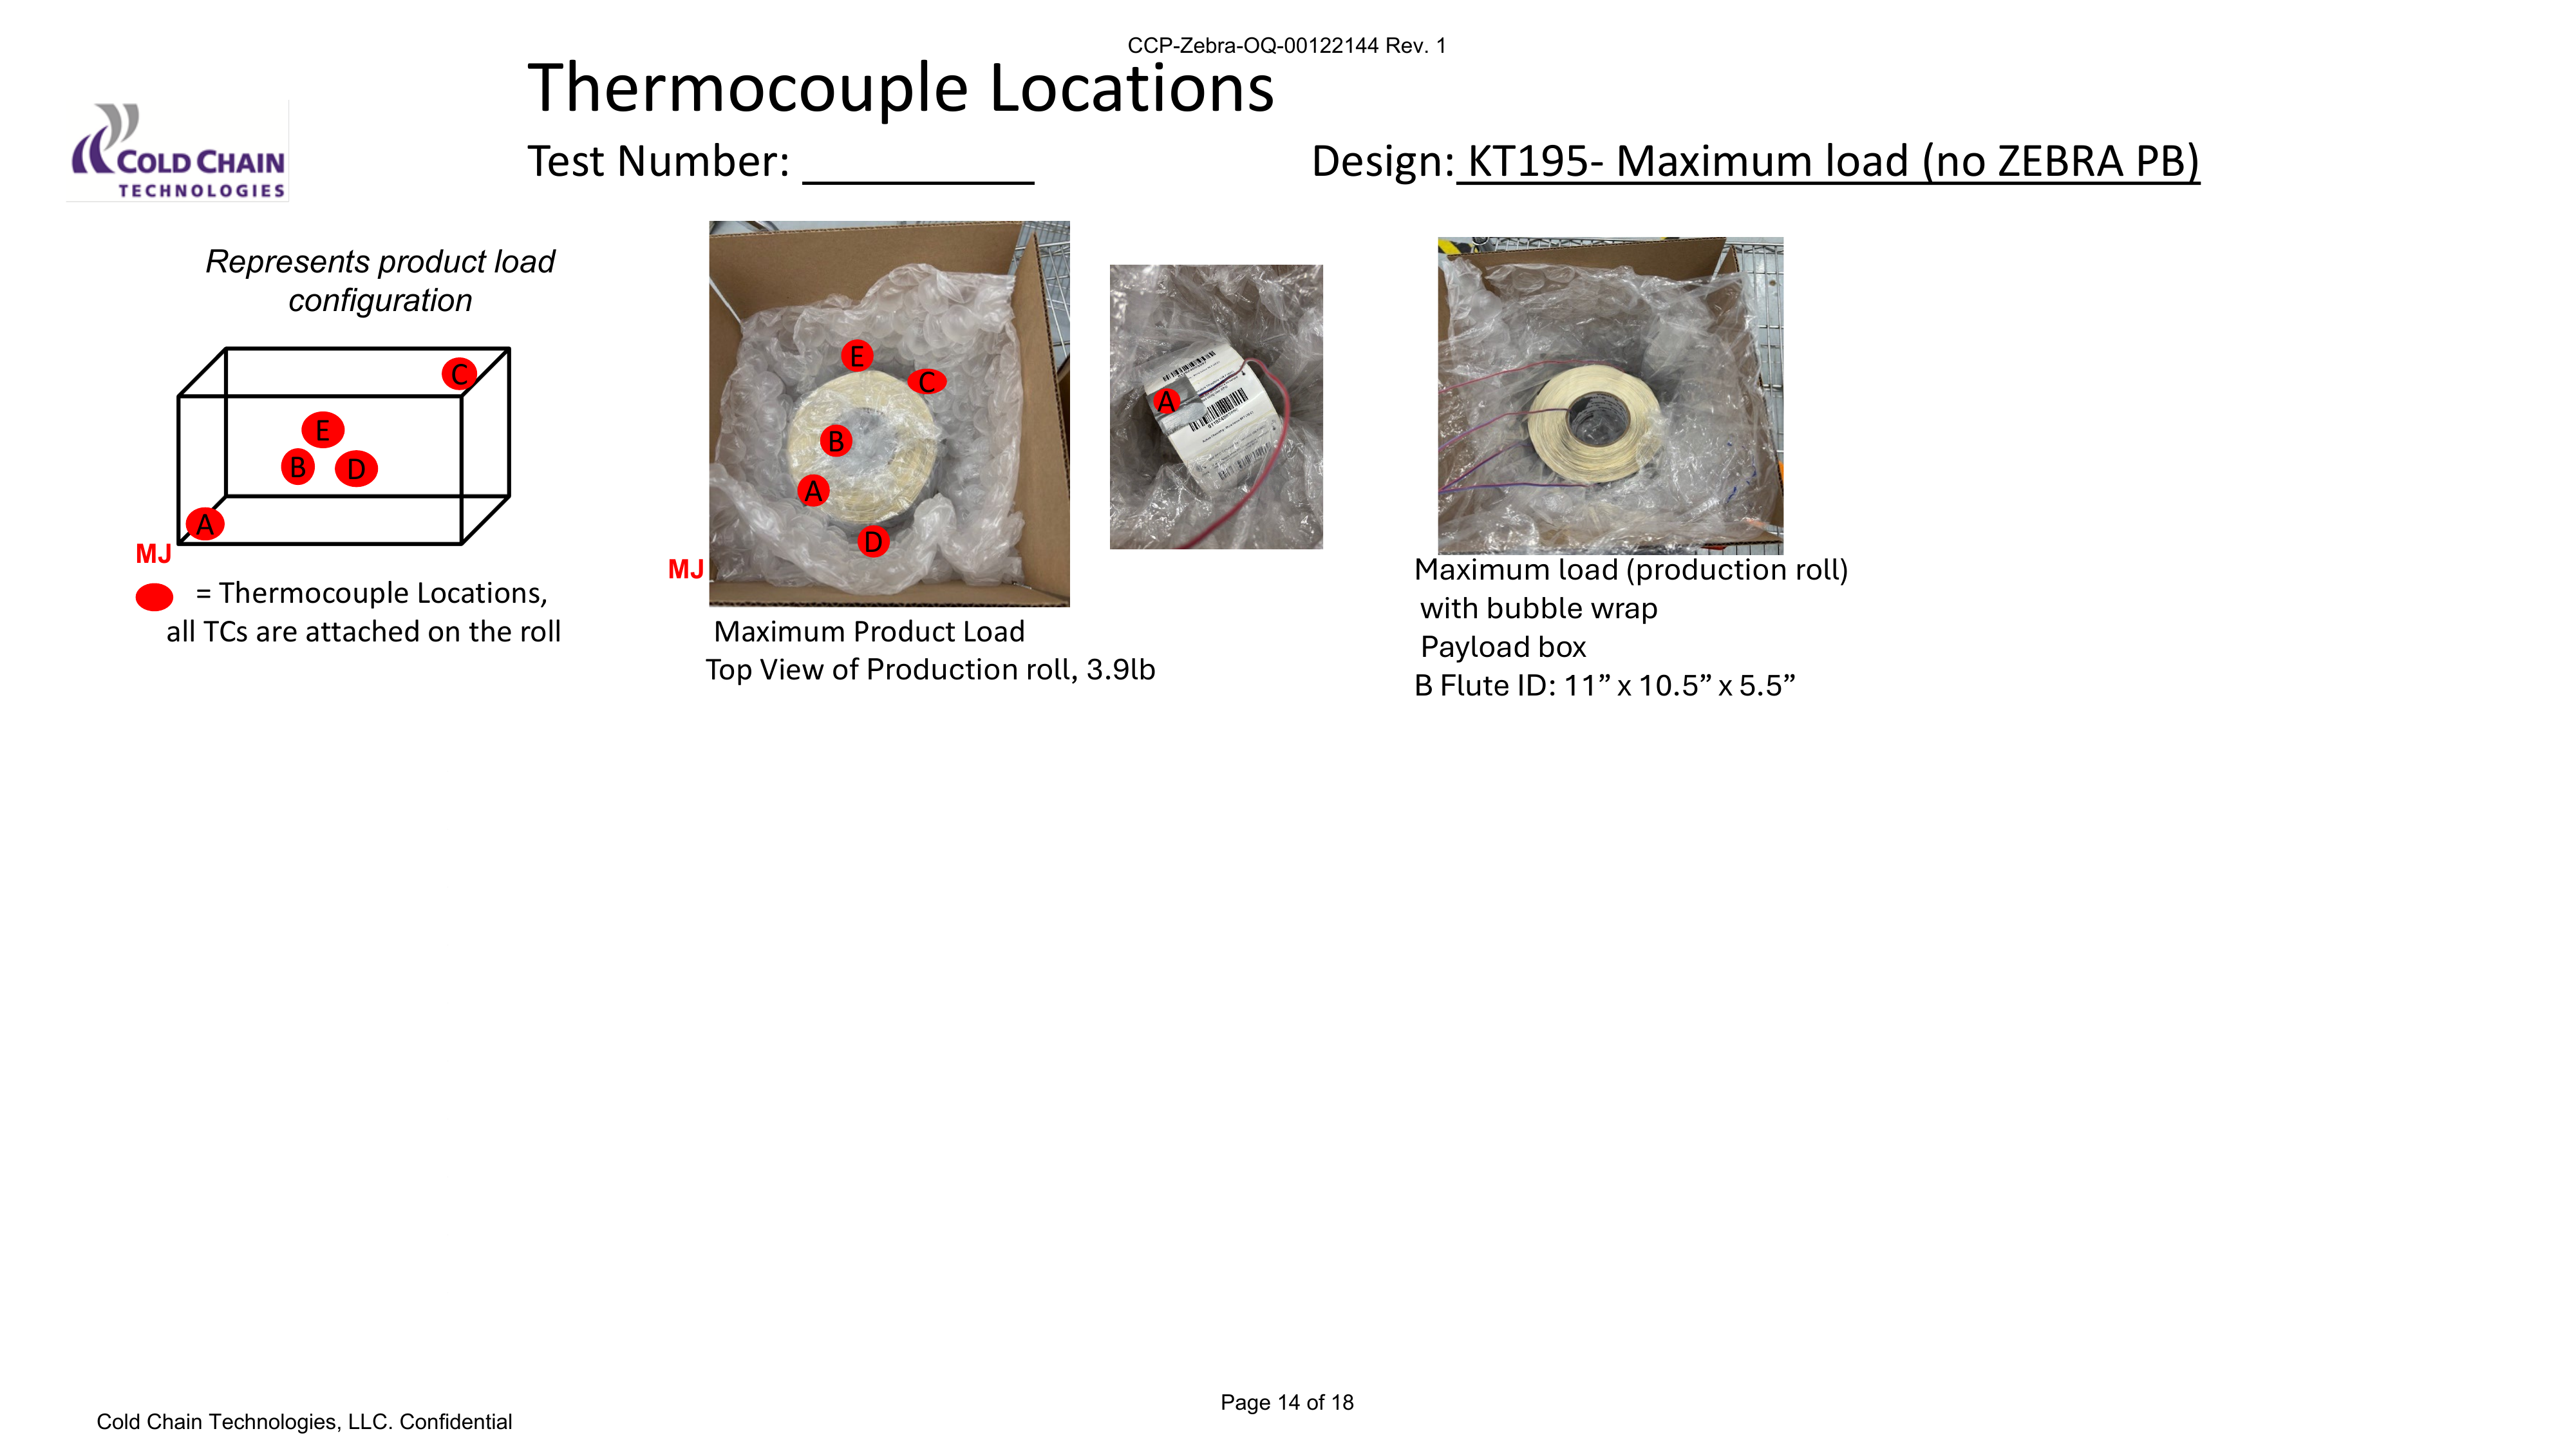 CCP-Zebra-OQ-00122144 Rev. 1
Thermocouple Locations
COLD CHAIN
TECHNOLOGIES
Test Number: __________
Design: KT195- Maximum load (no ZEBRA PB)
Represents product load
configuration
C
E
B D
A
MJ
= Thermocouple Locations,
all TCs are attached on the roll
E
C
B
A
D
MJ
Maximum Product Load
Top View of Production roll, 3.9lb
A
Maximum load (production roll)
with bubble wrap
Payload box
B Flute ID: 11” x 10.5” x 5.5”
Page 14 of 18
Cold Chain Technologies, LLC. Confidential